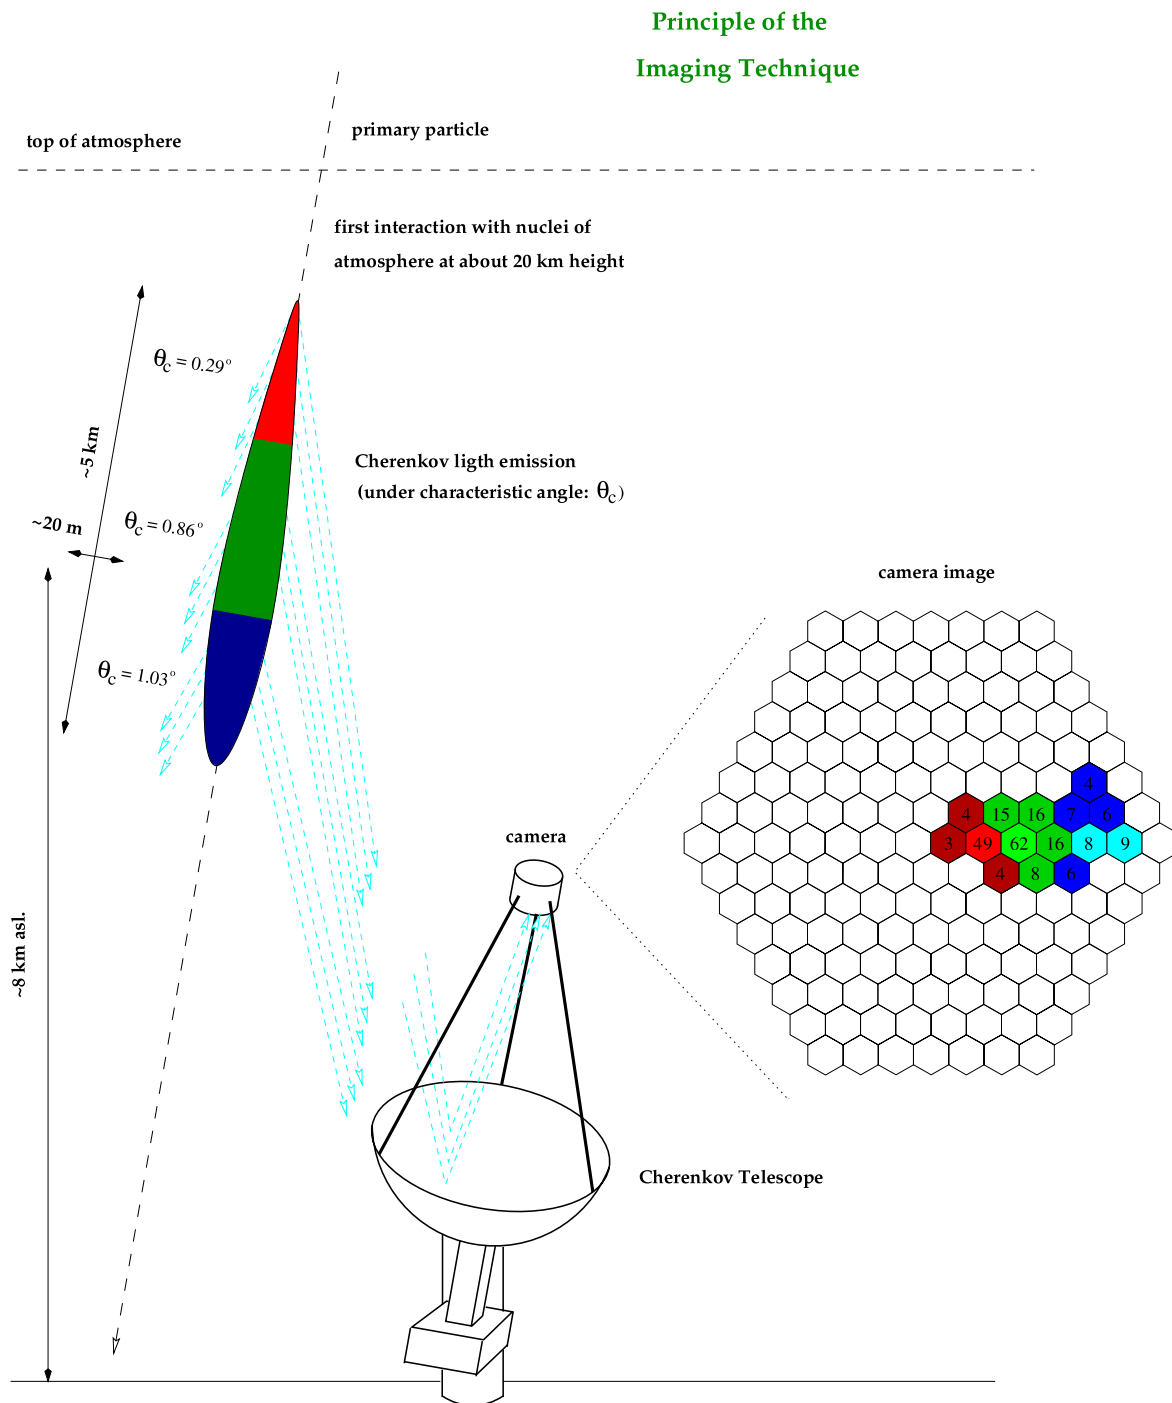 Principle of the
Imaging Technique
primary particle
top of atmosphere
first interaction with nuclei of
atmosphere at about 20 km height
θc = 0.29°
~5 km
Cherenkov ligth emission
(under characteristic angle: θc)
~20 m
θc = 0.86°
camera image
θc = 1.03°
4
4 15 16 7 6
camera
3 49 62 16 8 9
4 8 6
~8 km asl.
Cherenkov Telescope